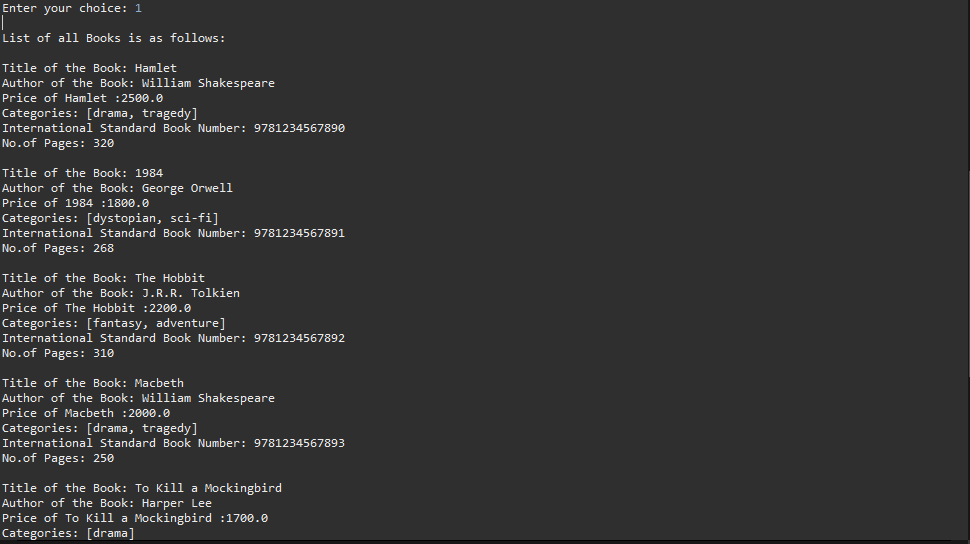 Enter your choice: 1
List of all Books is as follows:
Title of the Book: Hamlet
Author of the Book: William Shakespeare
Price of Hamlet :2500.0
Categories: [drama, tragedy]
International Standard Book Number: 9781234567890
No.of Pages: 320
Title of the Book: 1984
Author of the Book: George Orwell
Price of 1984 :1800.0
Categories: [dystopian, sci-fi]
International Standard Book Number: 9781234567891
No.of Pages: 268
Title of the Book: The Hobbit
Author of the Book: J.R.R. Tolkien
Price of The Hobbit :2200.0
Categories: [fantasy, adventure]
International Standard Book Number: 9781234567892
No.of Pages: 310
Title of the Book: Macbeth
Author of the Book: William Shakespeare
Price of Macbeth :2000.0
Categories: [drama, tragedy]
International Standard Book Number: 9781234567893
No.of Pages: 250
Title of the Book: To Kill a Mockingbird
Author of the Book: Harper Lee
Price of To Kill a Mockingbird :1700.0
Categories: [drama]